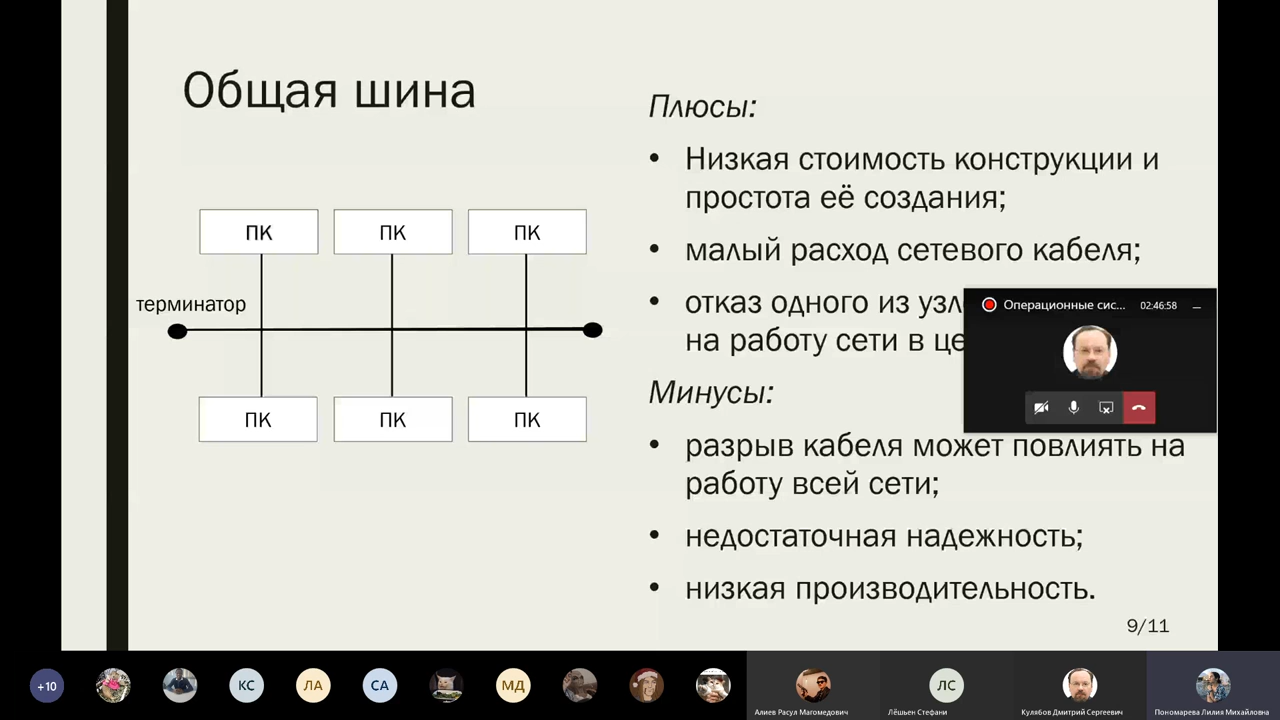 Общая шина
ПК
ПК
ПК
терминатор
ПК
ПК
ПК
Плюсы:
• Низкая стоимость конструкции и
простота её создания;
• малый расход сетевого кабеля;
• отказ одного из
на работу сети в
Минусы:
• разрыв кабеля может повлиять на
работу всей сети;
• недостаточная надежность;
• низкая производительность.
9/11
Операционные сис...
02:46:58
+10
КС
ЛА
СА
МД
ЛС
Алиев Расул Магомедович
Лёшьен Стефани
Кулябов Дмитрий Сергеевич
Пономарева Лилия Михайловна